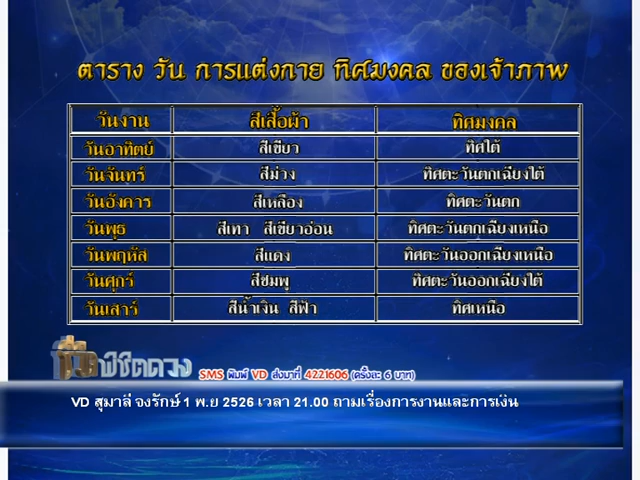 ตาราง วัน การแต่งกาย ทิศมงคล ของเจ้าภาพ
วันงาน สีเสื้อผ้า ทิศมงคล
วันอาทิตย์ สีเขียว ทิศใต้
วันจันทร์ สีม่วง ทิศตะวันตกเฉียงใต้
วันอังคาร สีเหลือง ทิศตะวันตก
วันพุธ สีเทา สีเขียวอ่อน ทิศตะวันตกเฉียงเหนือ
วันพฤหัส สีแดง ทิศตะวันออกเฉียงเหนือ
วันศุกร์ สีชมพู ทิศตะวันออกเฉียงใต้
วันเสาร์ สีน้ำเงิน สีฟ้า ทิศเหนือ
พิชิตดวง
SMS พิมพ์ VD ส่งมาที่ 4221606 (ครั้งละ 6 บาท)
VD สุมาลี จงรักษ์ 1 พ.ย 2526 เวลา 21.00 ถามเรื่องการงานและการเงิน